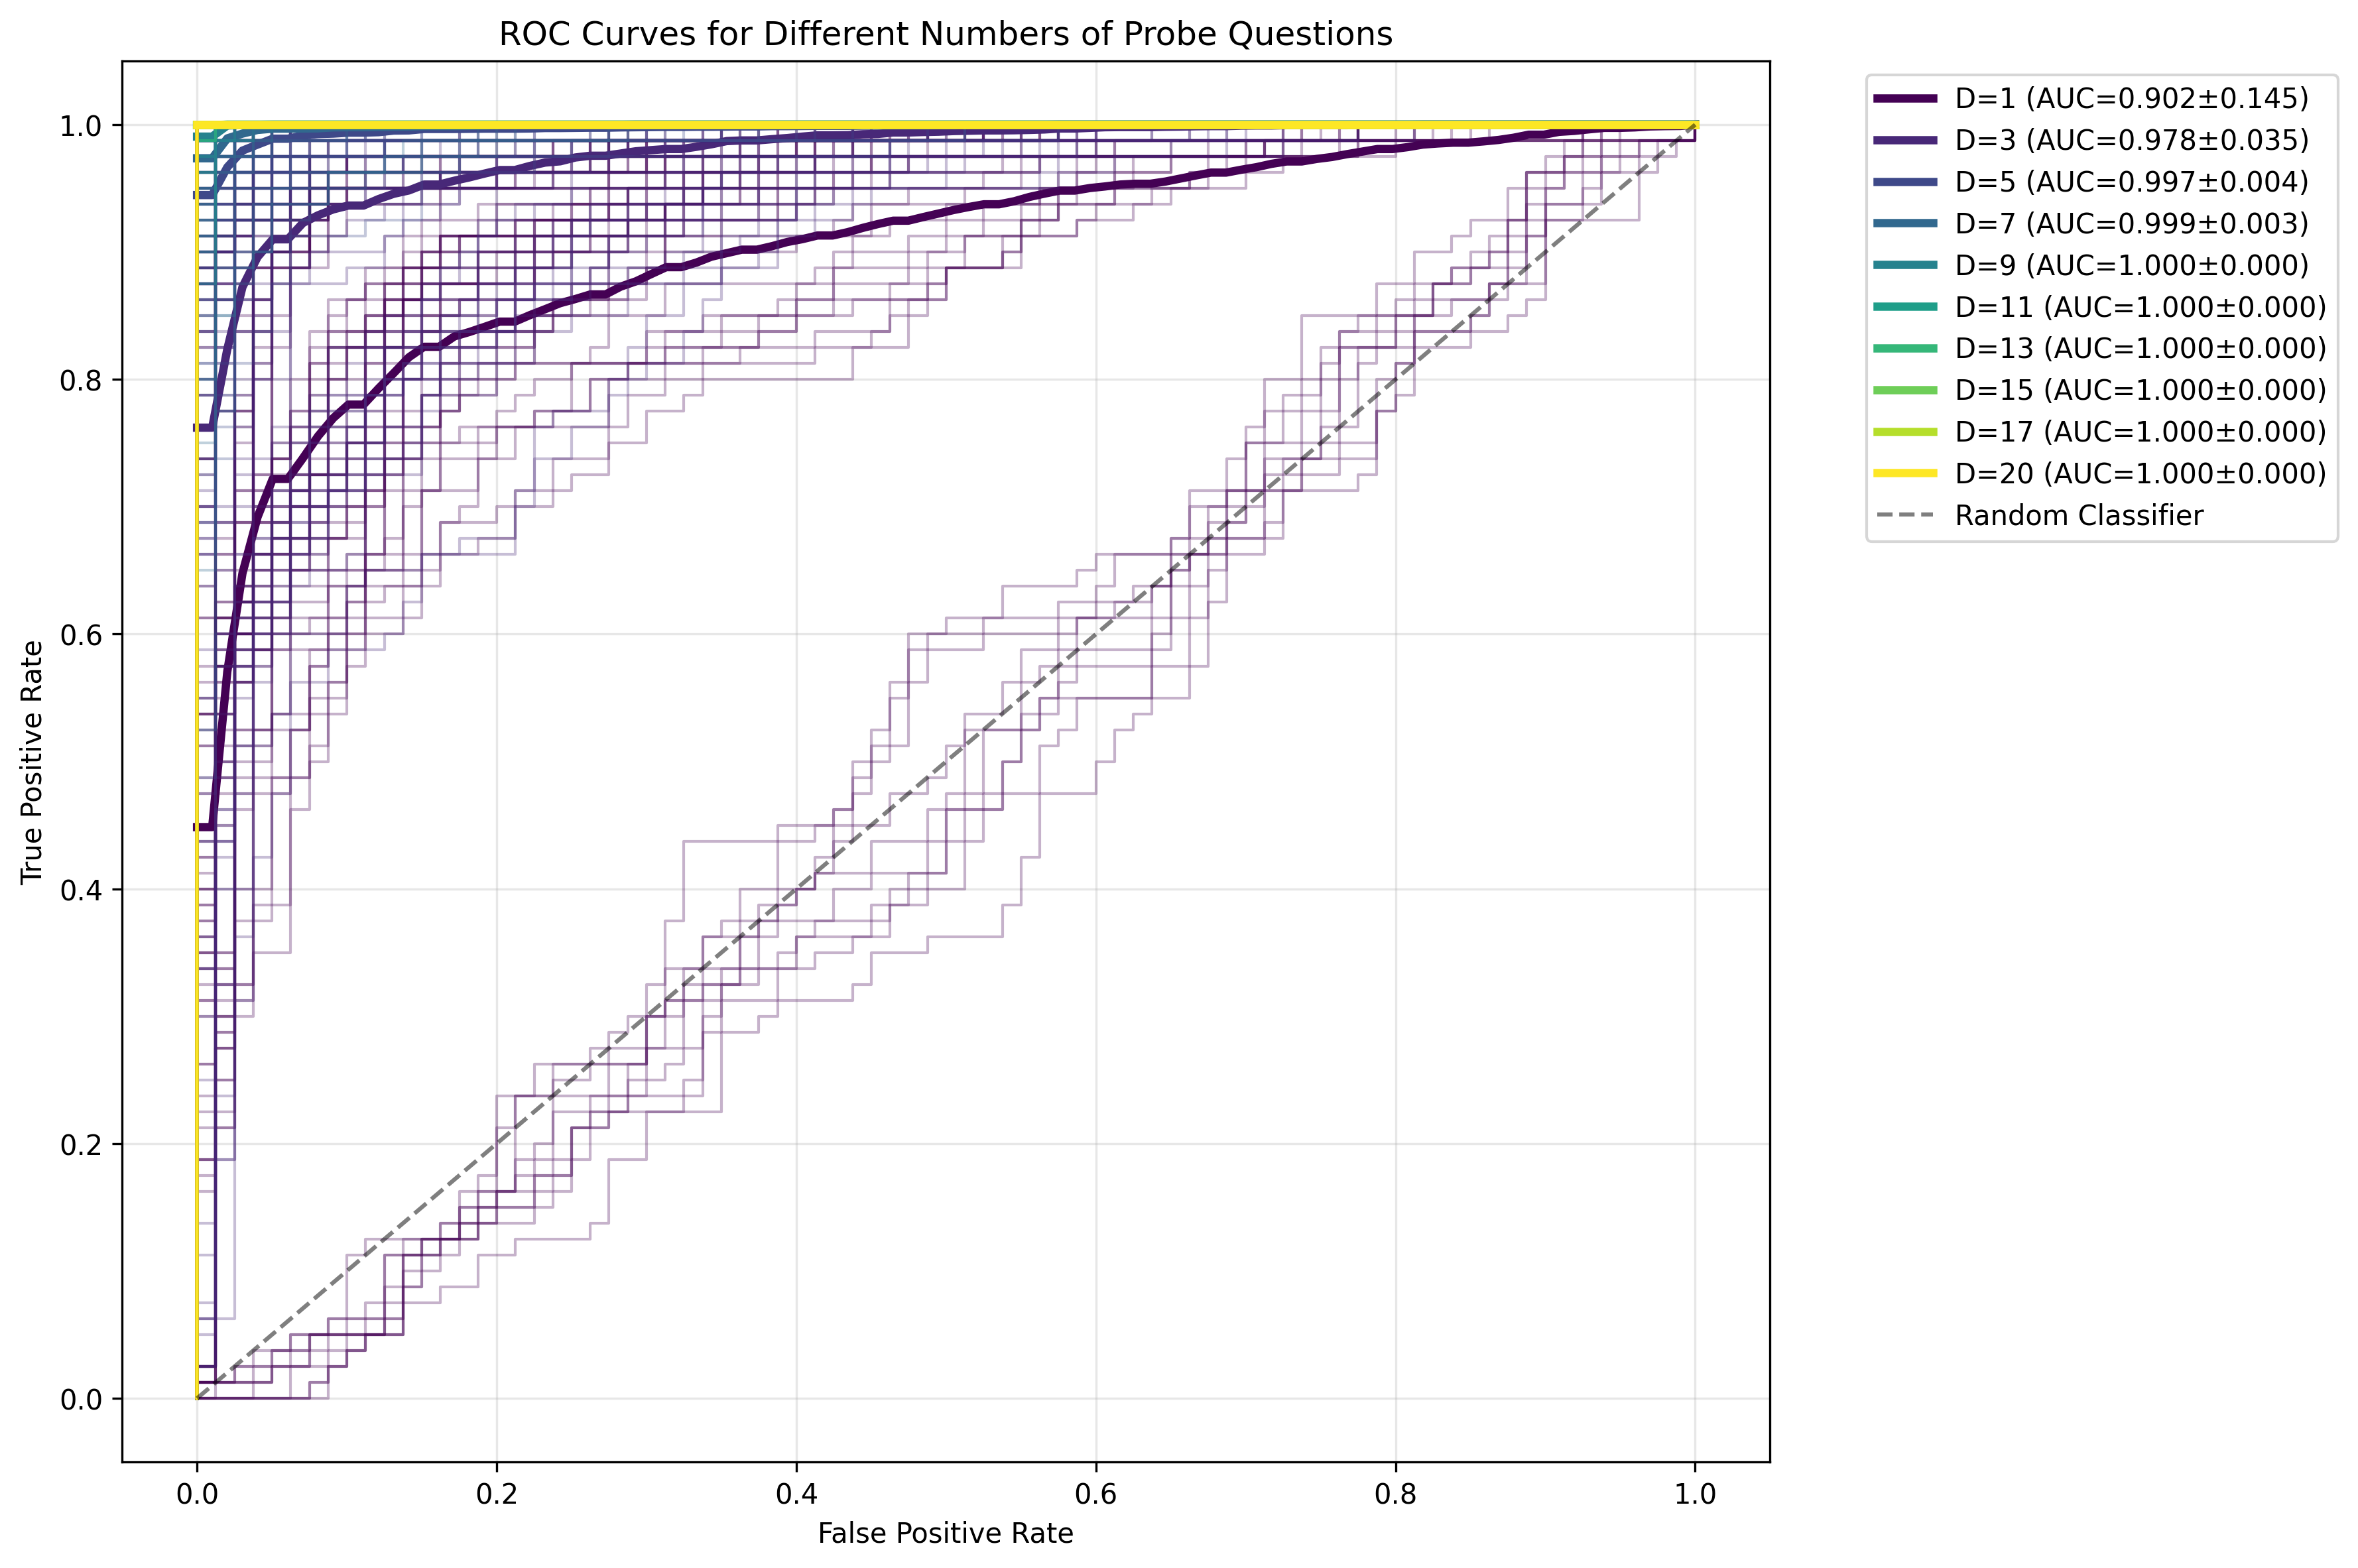 ROC Curves for Different Numbers of Probe Questions
1.0
0.8
0.6
0.4
0.2
0.0
True Positive Rate
0.0
0.2
0.4
0.6
0.8
1.0
False Positive Rate
D=1 (AUC=0.902±0.145)
D=3 (AUC=0.978±0.035)
D=5 (AUC=0.997±0.004)
D=7 (AUC=0.999±0.003)
D=9 (AUC=1.000±0.000)
D=11 (AUC=1.000±0.000)
D=13 (AUC=1.000±0.000)
D=15 (AUC=1.000±0.000)
D=17 (AUC=1.000±0.000)
D=20 (AUC=1.000±0.000)
Random Classifier